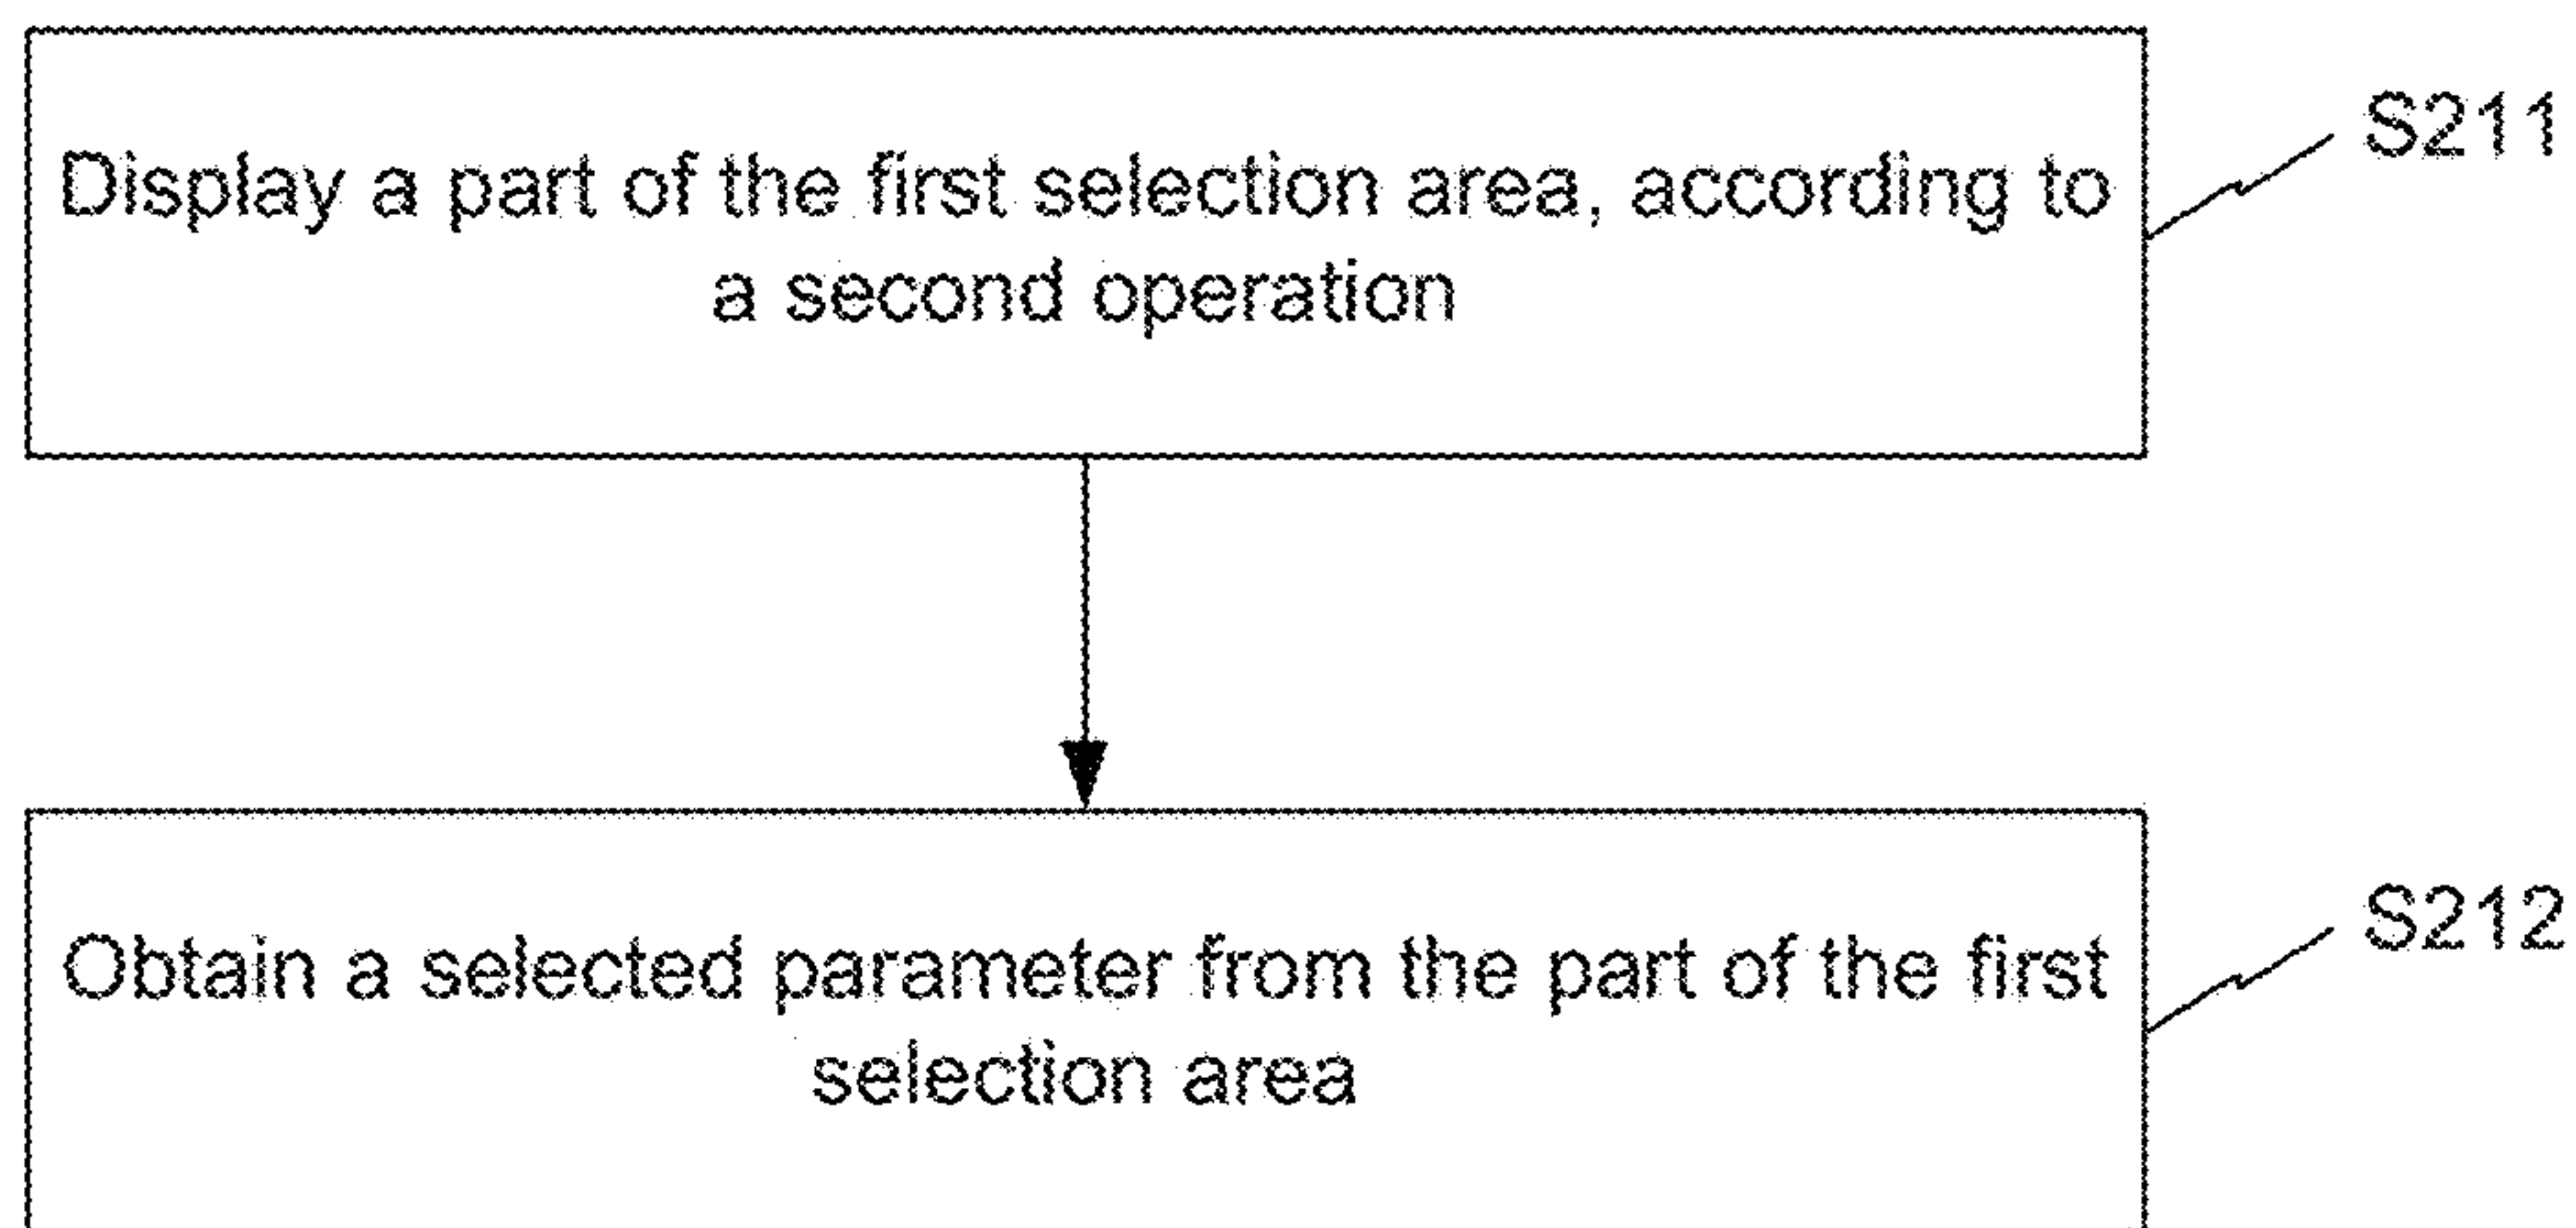 Display a part of the first selection area, according to
a second operation
S211
Obtain a selected parameter from the part of the first
selection area
S212